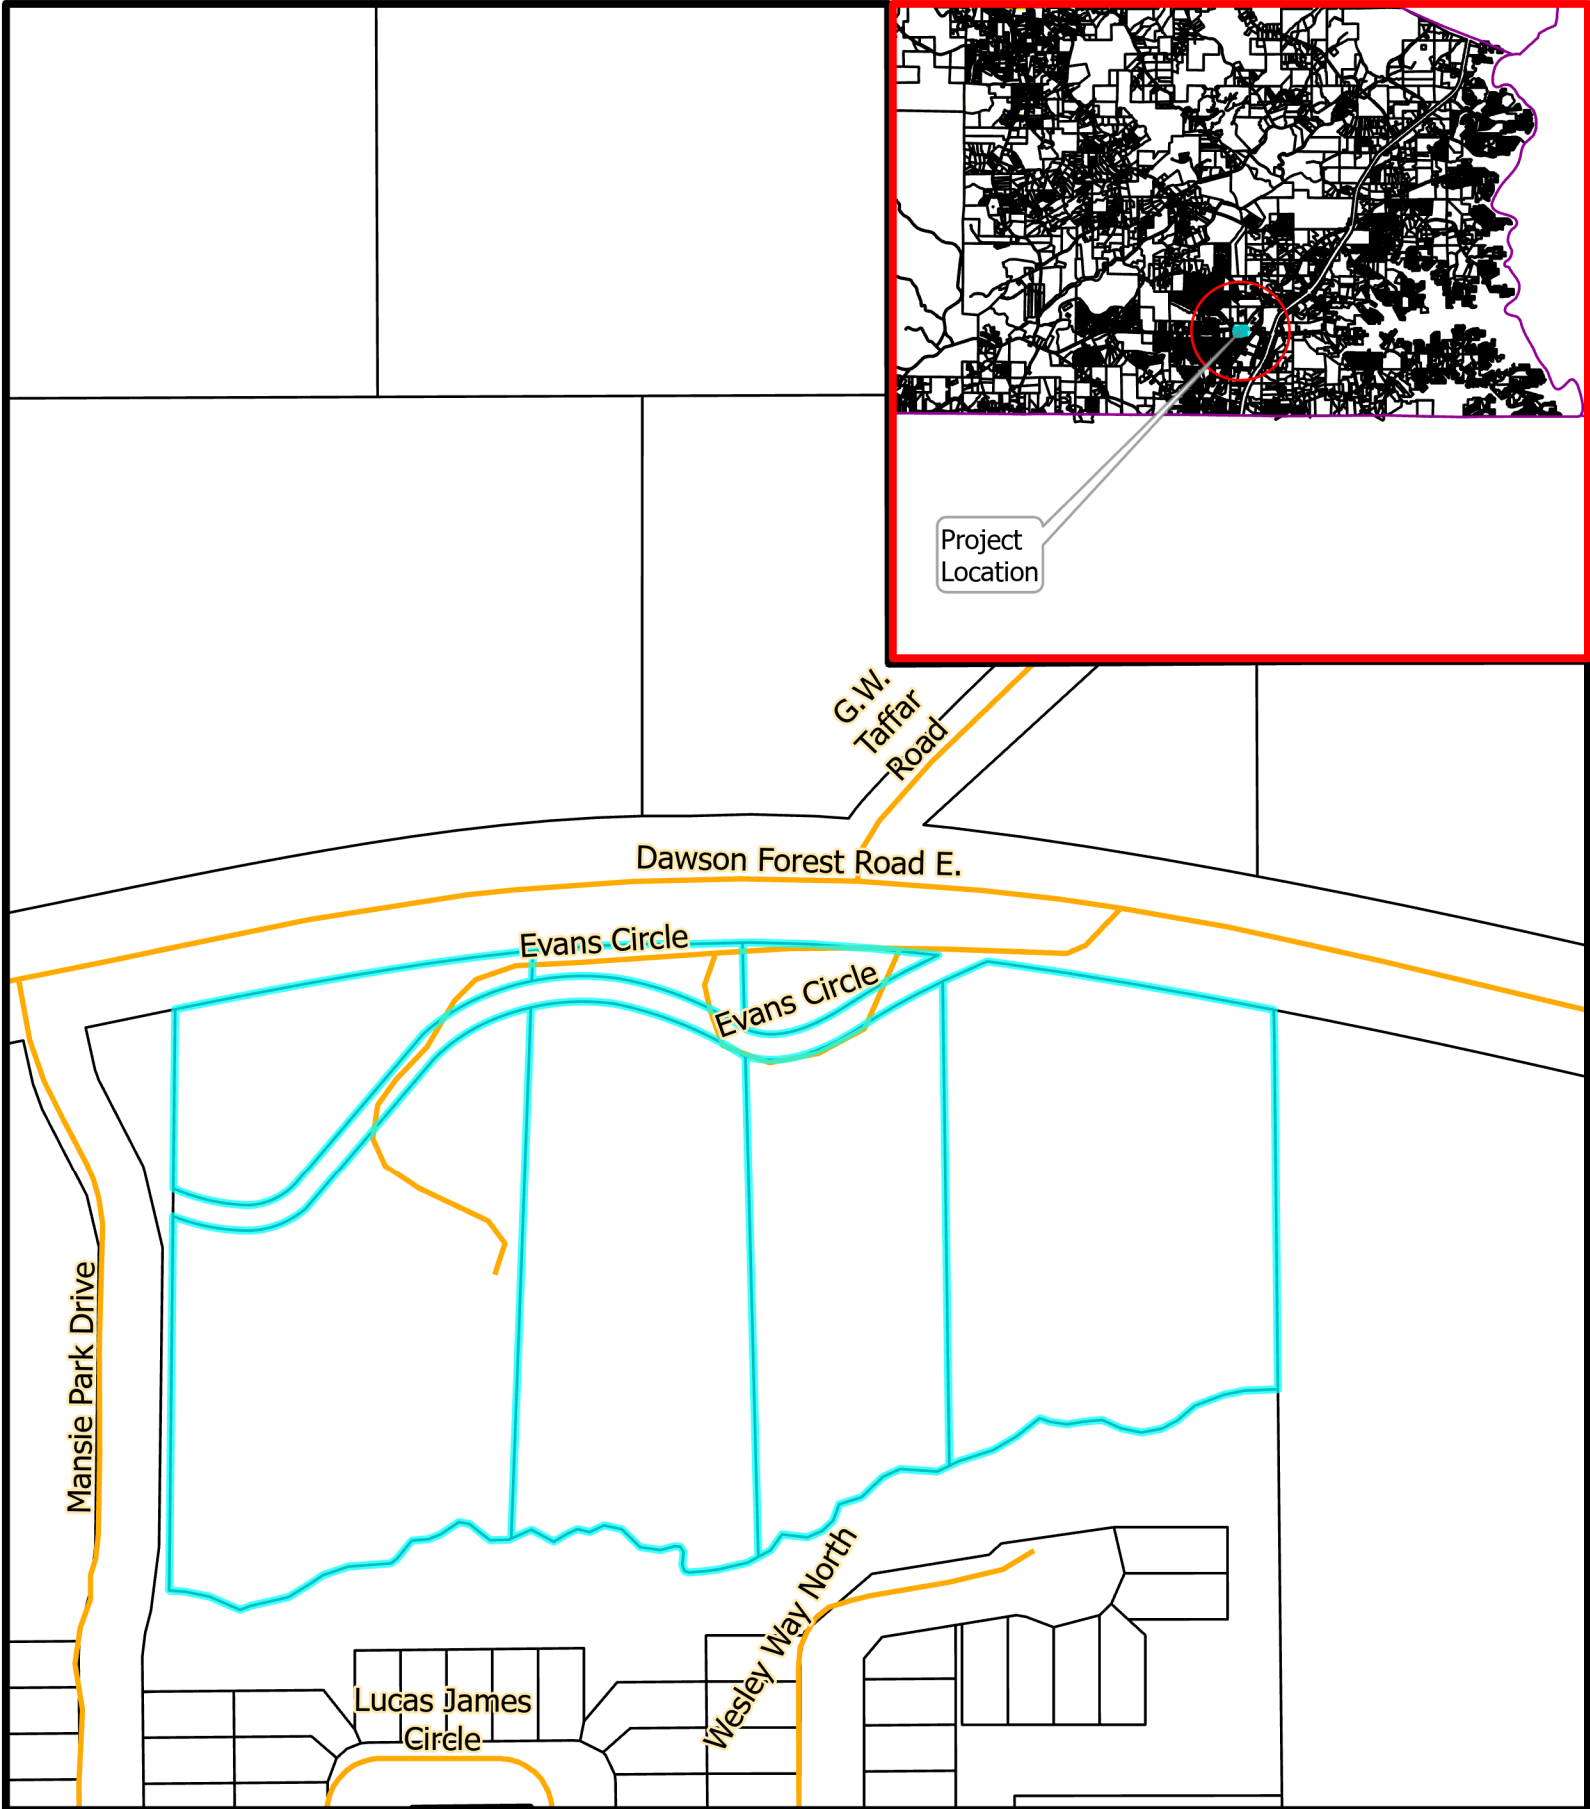 Project
Location
G.W.
Taffar
Road
Dawson Forest Road E.
Evans Circle
Evans Circle
Mansie Park Drive
Wesley Way North
Lucas James
Circle